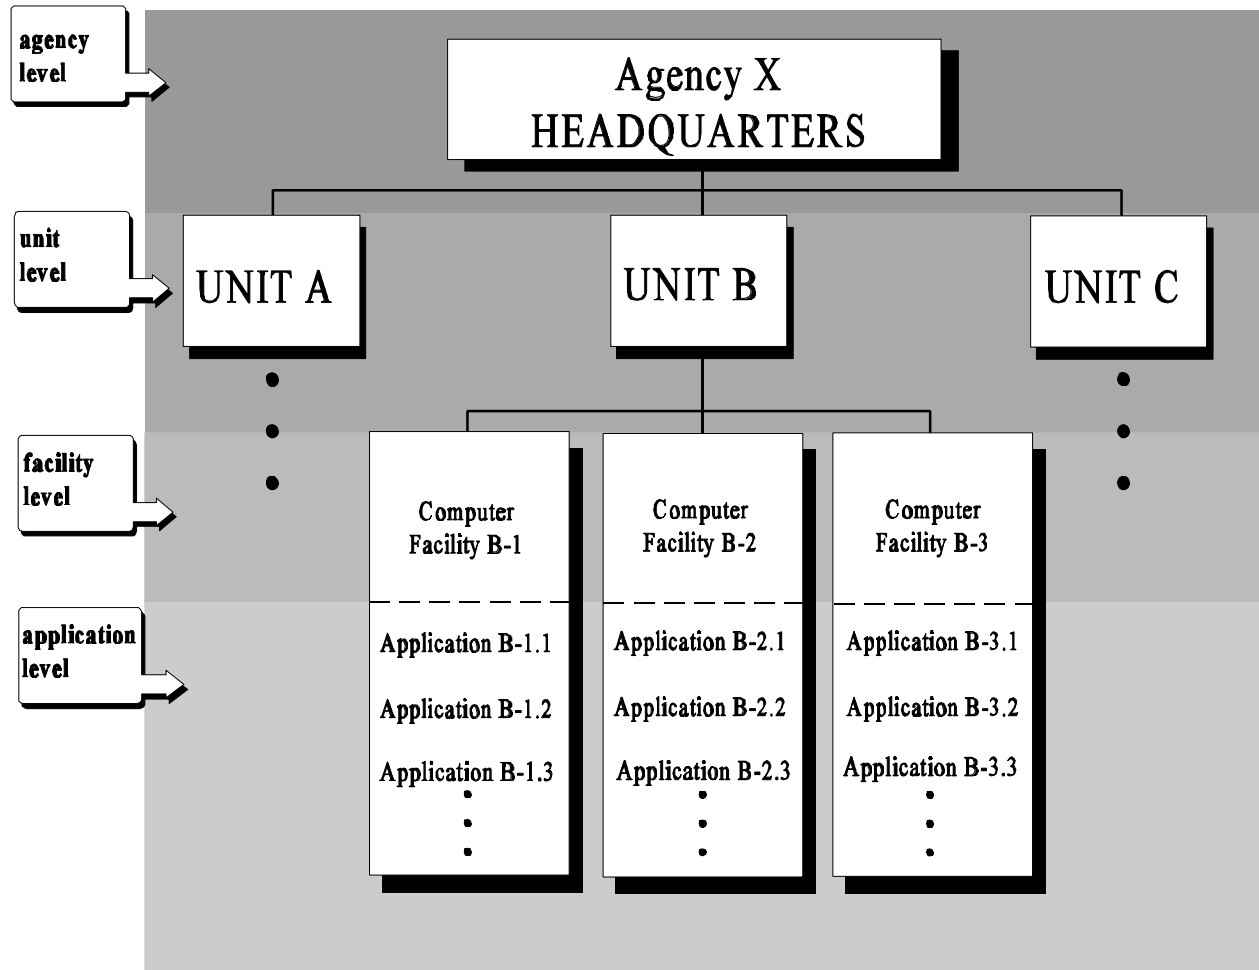 agency
level
Agency X
HEADQUARTERS
unit
level
UNIT A
UNIT B
UNIT C
facility
level
Computer
Facility B-1
Computer
Facility B-2
Computer
Facility B-3
application
level
Application B-1.1
Application B-1.2
Application B-1.3
Application B-2.1
Application B-2.2
Application B-2.3
Application B-3.1
Application B-3.2
Application B-3.3